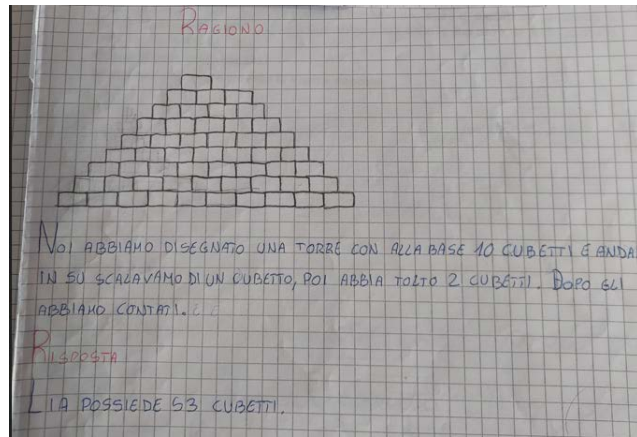 RAGIONO
NOI ABBIAMO DISEGNATO UNA TORRE CON ALLA BASE 10 CUBETTI E ANDA
IN SU SCALAVAMO DI UN CUBETTO, POI ABBIA TOLTO 2 CUBETTI. DOPO GLI
ABBIAMO CONTATI.
RISPOSTA
LIA POSSIEDE 53 CUBETTI.